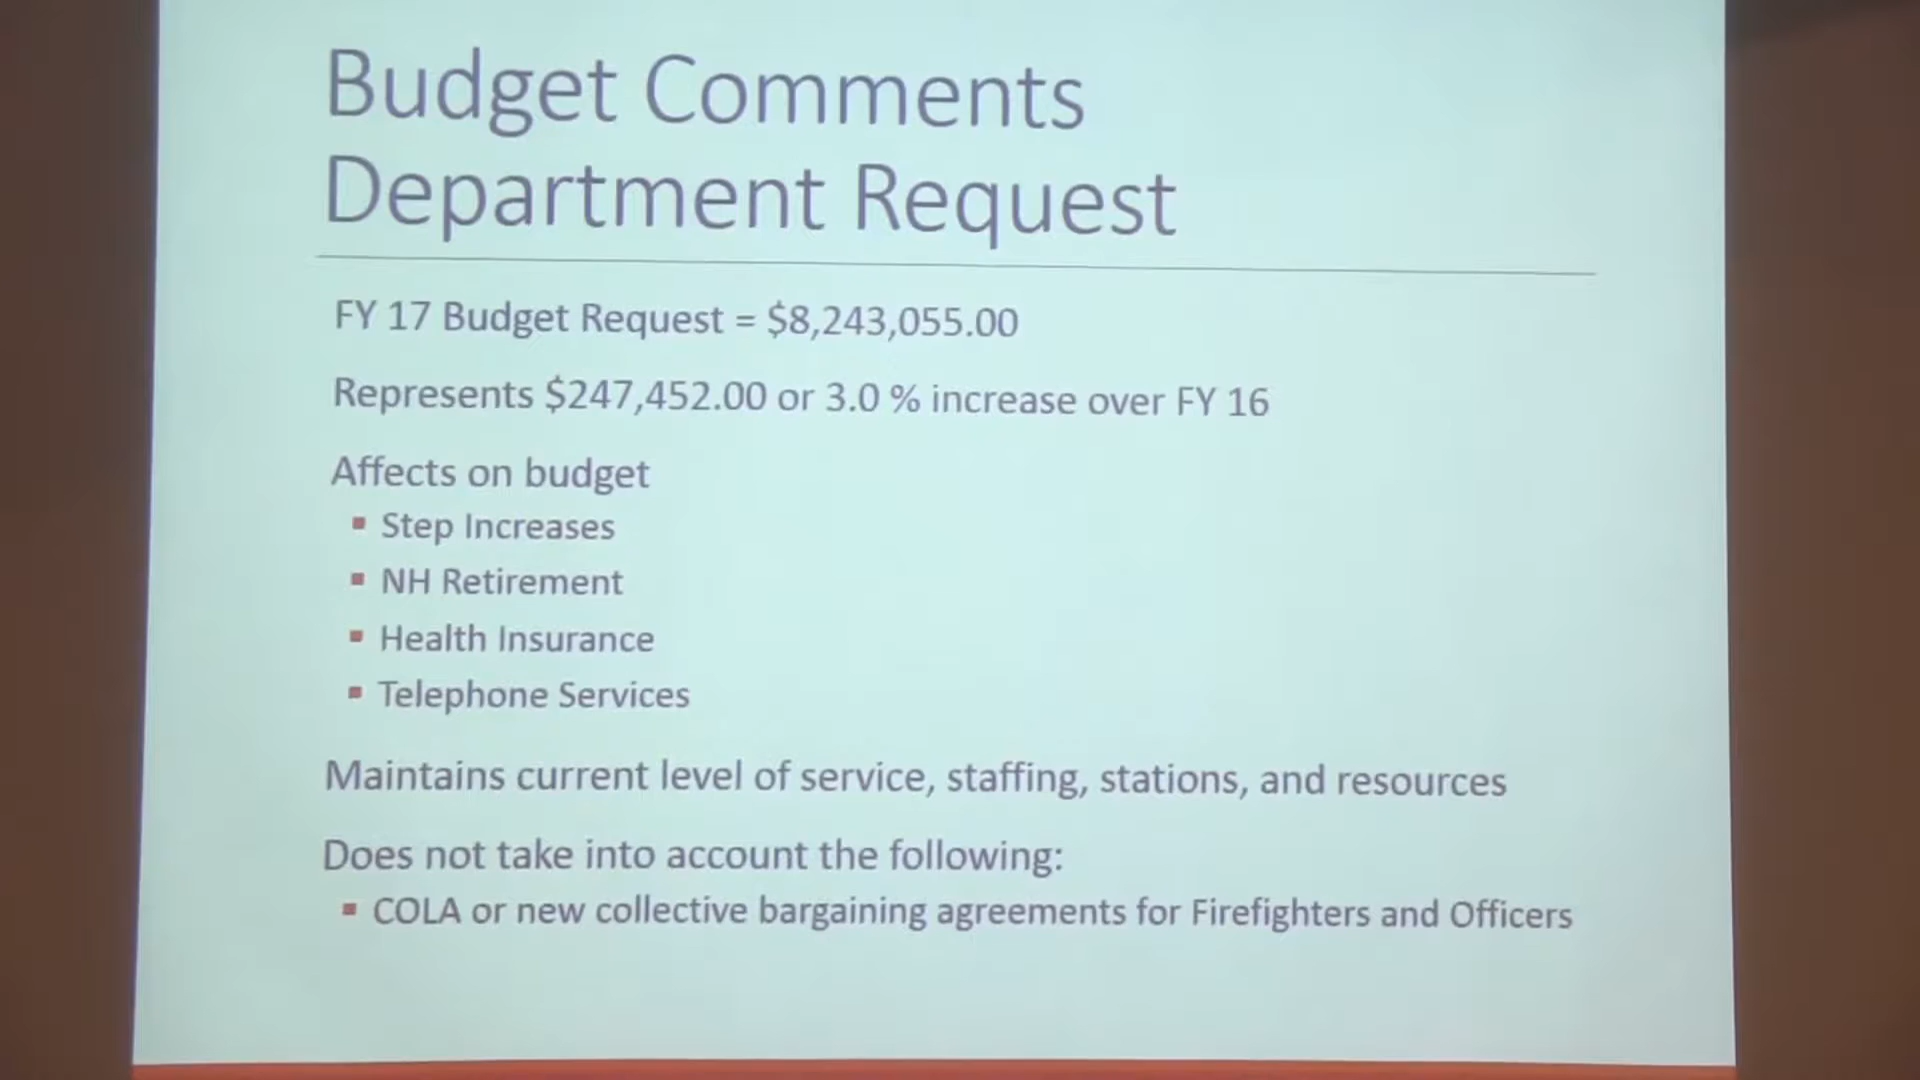 Budget Comments
Department Request
FY 17 Budget Request = $8,243,055.00
Represents $247,452.00 or 3.0 % increase over FY 16
Affects on budget
▪ Step Increases
▪ NH Retirement
▪ Health Insurance
▪ Telephone Services
Maintains current level of service, staffing, stations, and resources
Does not take into account the following:
▪ COLA or new collective bargaining agreements for Firefighters and Officers